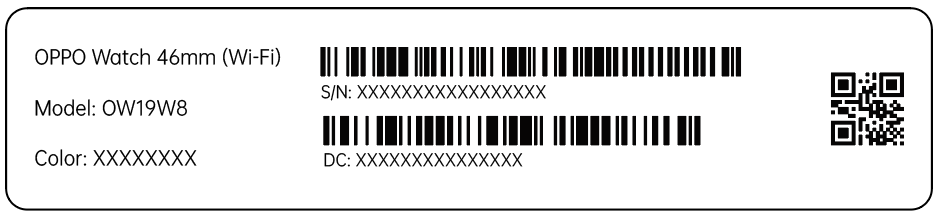 OPPO Watch 46mm (Wi-Fi)
Model: OW19W8
Color: XXXXXXXX
S/N: XXXXXXXXXXXXXXXXX
DC: XXXXXXXXXXXXXXX